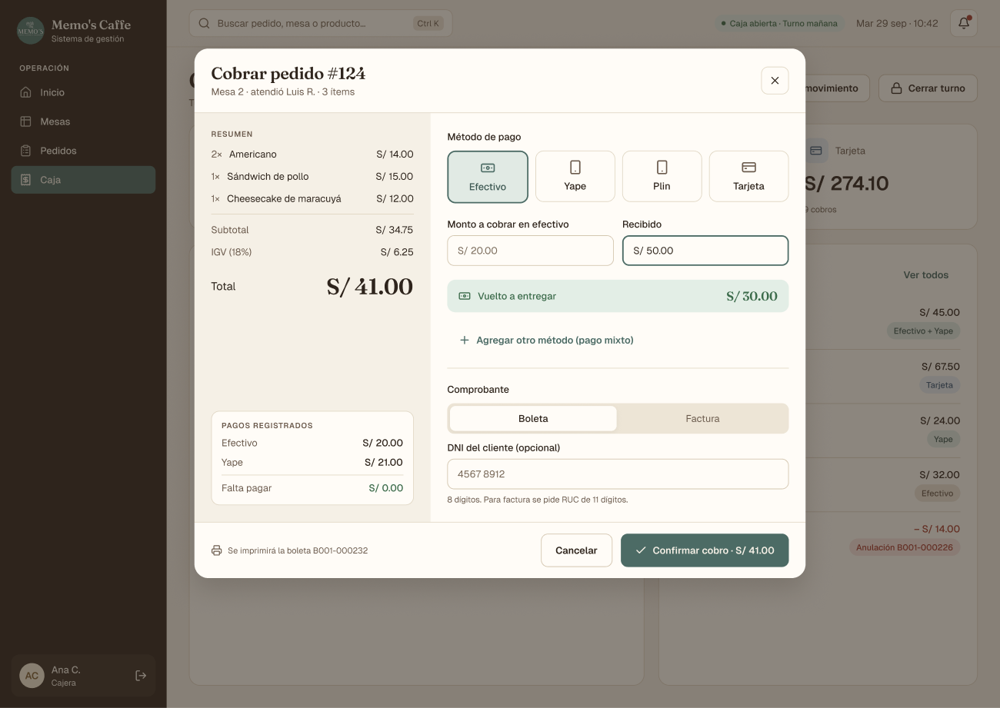 MEMO'S
Memo's Caffe
Sistema de gestión
OPERACIÓN
Inicio
Mesas
Pedidos
Caja
AC
Ana C.
Cajera
Buscar pedido, mesa o producto...
Ctrl K
Caja abierta · Turno mañana
Mar 29 sep · 10:42
movimiento
Cerrar turno
Tarjeta
S/ 274.10
9 cobros
Ver todos
S/ 45.00
Efectivo + Yape
S/ 67.50
Tarjeta
S/ 24.00
Yape
S/ 32.00
Efectivo
– S/ 14.00
Anulación B001-000226
Cobrar pedido #124
Mesa 2 · atendió Luis R. · 3 ítems
RESUMEN
2× Americano S/ 14.00
1× Sándwich de pollo S/ 15.00
1× Cheesecake de maracuyá S/ 12.00
Subtotal S/ 34.75
IGV (18%) S/ 6.25
Total S/ 41.00
PAGOS REGISTRADOS
Efectivo S/ 20.00
Yape S/ 21.00
Falta pagar S/ 0.00
Método de pago
Efectivo
Yape
Plin
Tarjeta
Monto a cobrar en efectivo
S/ 20.00
Recibido
S/ 50.00
Vuelto a entregar S/ 30.00
Agregar otro método (pago mixto)
Comprobante
Boleta
Factura
DNI del cliente (opcional)
4567 8912
8 dígitos. Para factura se pide RUC de 11 dígitos.
Se imprimirá la boleta B001-000232
Cancelar
Confirmar cobro · S/ 41.00